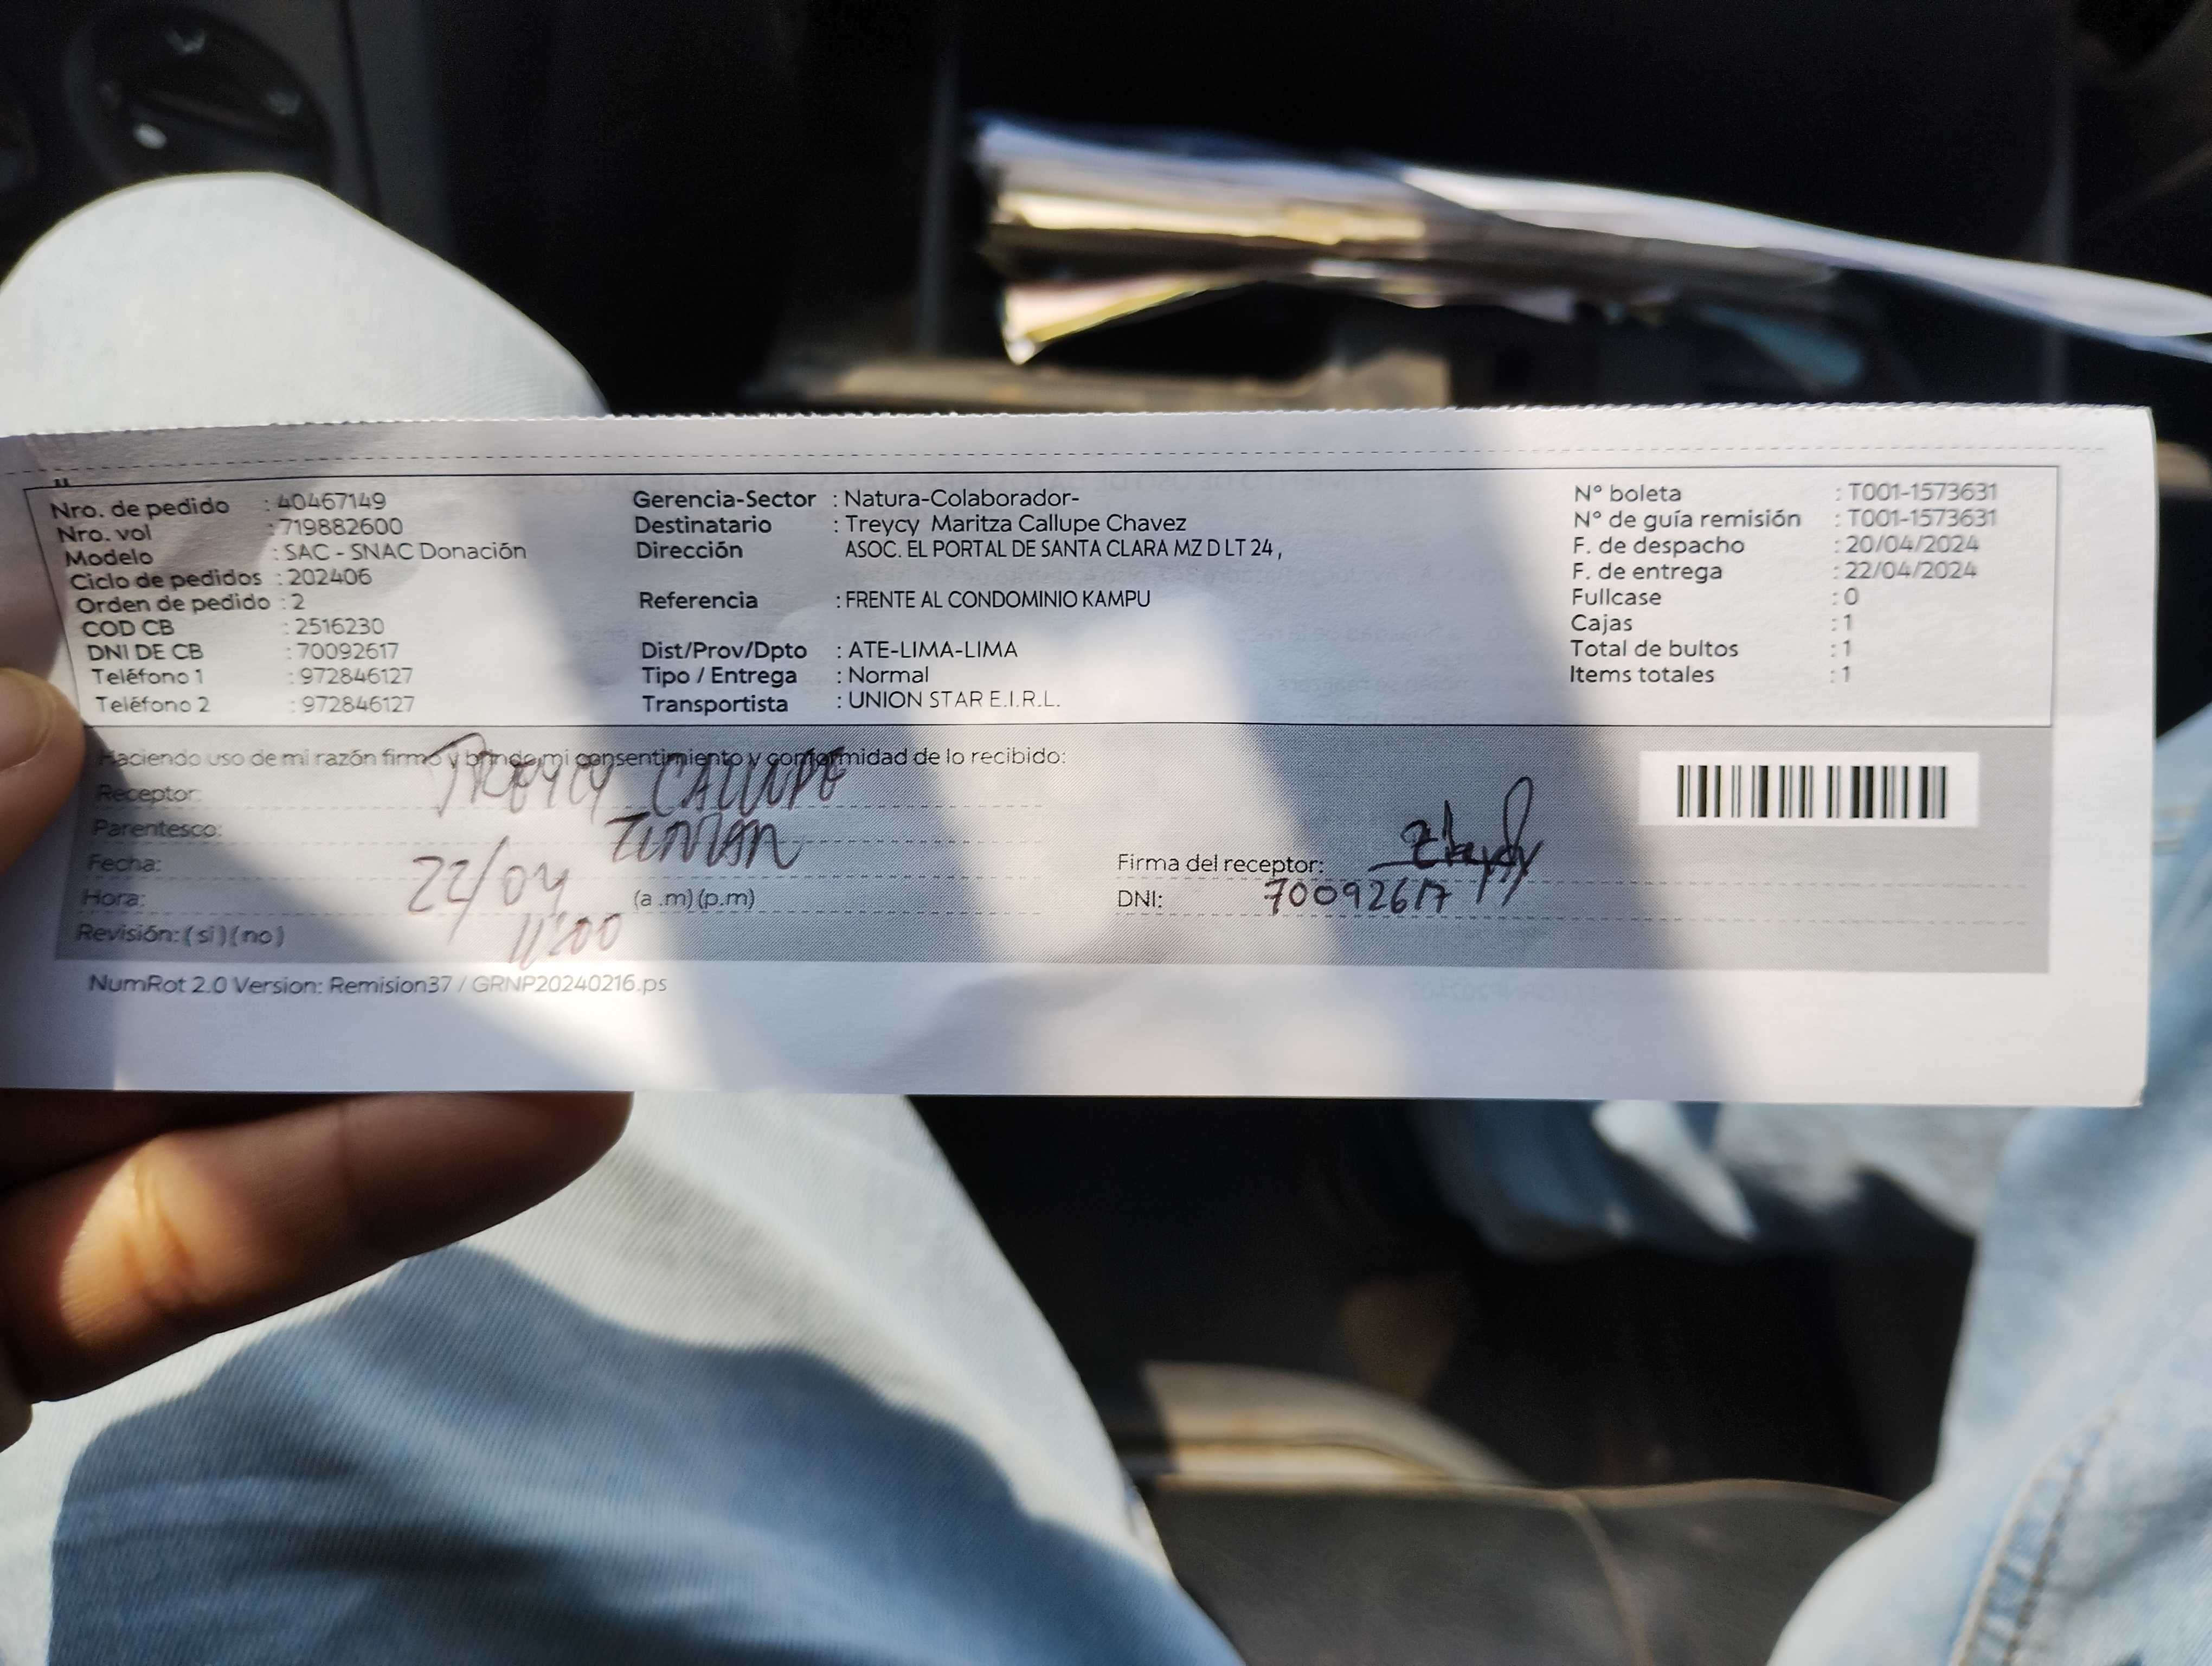 Nro. de pedido : 40467149
Nro. vol : 719882600
Modelo : SAC - SNAC Donación
Ciclo de pedidos : 202406
Orden de pedido : 2
COD CB : 2516230
DNI DE CB : 70092617
Teléfono 1 : 972846127
Teléfono 2 : 972846127
Gerencia-Sector : Natura-Colaborador-
Destinatario : Treycy Maritza Callupe Chavez
Dirección ASOC. EL PORTAL DE SANTA CLARA MZ D LT 24 ,
Referencia : FRENTE AL CONDOMINIO KAMPU
Dist/Prov/Dpto : ATE-LIMA-LIMA
Tipo / Entrega : Normal
Transportista : UNION STAR E.I.R.L.
N° boleta : T001-1573631
N° de guía remisión : T001-1573631
F. de despacho : 20/04/2024
F. de entrega : 22/04/2024
Fullcase : 0
Cajas : 1
Total de bultos : 1
Items totales : 1
Haciendo uso de mi razón firmo y brindo mi consentimiento y conformidad de lo recibido:
Receptor: TREYCY CALLUPE
Parentesco:
Fecha: 22/04
Hora: 11:00 (a .m) (p.m)
Revisión: ( si ) ( no )
Firma del receptor:
DNI: 70092617
NumRot 2.0 Version: Remision37 / GRNP20240216.ps